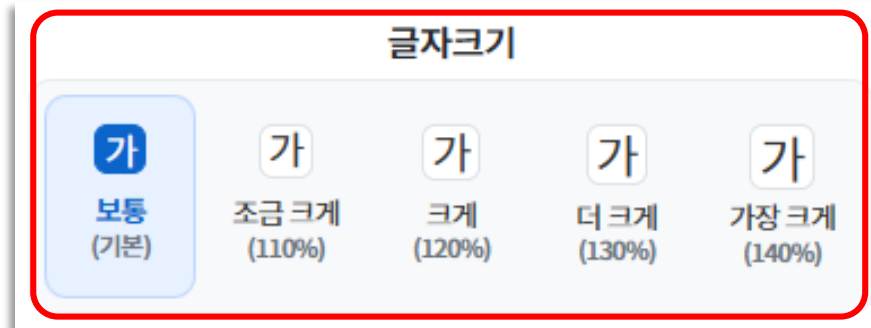 글자크기
가 가 가 가 가
보통 조금 크게 크게 더 크게 가장 크게
(기본) (110%) (120%) (130%) (140%)